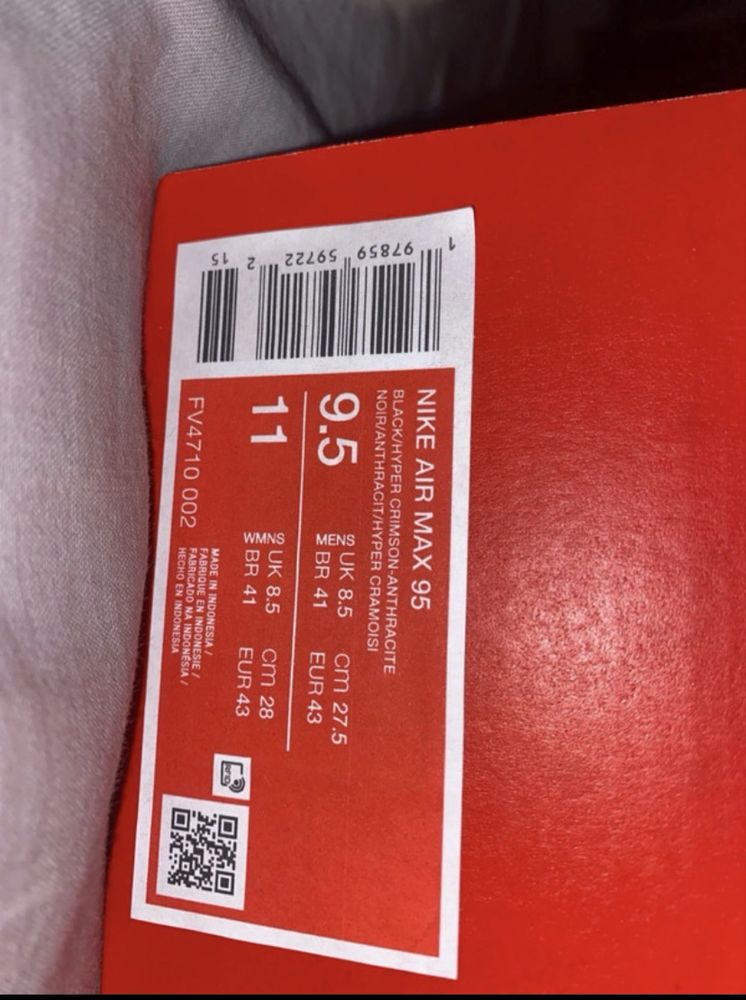 NIKE AIR MAX 95
BLACK/HYPER CRIMSON-ANTHRACITE
NOIR/ANTHRACIT/HYPER CRAMOISI
9.5
MENS UK 8.5 cm 27.5
BR 41 EUR 43
11
WMNS UK 8.5 cm 28
BR 41 EUR 43
FV4710 002
MADE IN INDONESIA /
FABRIQUE EN INDONESIE /
FABRICADO NA INDONÉSIA /
HECHO EN INDONESIA
RFID
1 97859 59722 2 15